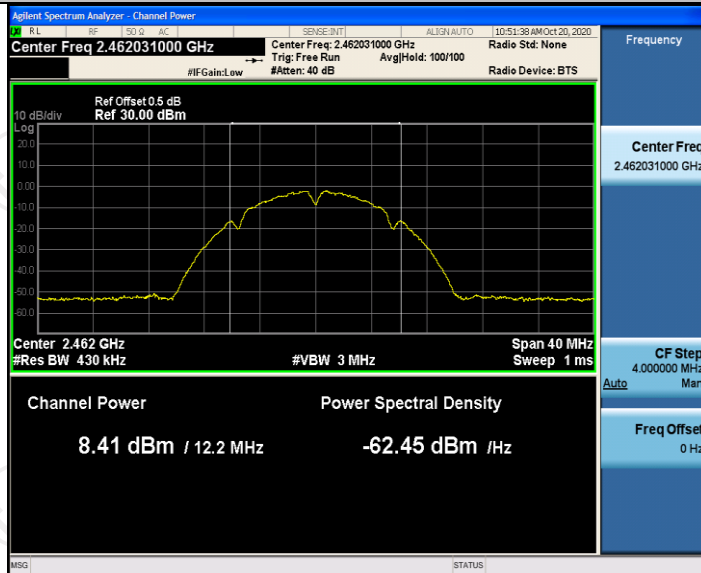 Agilent Spectrum Analyzer - Channel Power
RL RF 50 Ω AC SENSE:INT ALIGN AUTO 10:51:38 AM Oct 20, 2020
Center Freq 2.462031000 GHz Center Freq: 2.462031000 GHz Radio Std: None
Trig: Free Run Avg|Hold: 100/100
#IFGain:Low #Atten: 40 dB Radio Device: BTS
Ref Offset 0.5 dB
10 dB/div Ref 30.00 dBm
Log
20.0
10.0
0.00
-10.0
-20.0
-30.0
-40.0
-50.0
-60.0
Center 2.462 GHz Span 40 MHz
#Res BW 430 kHz #VBW 3 MHz Sweep 1 ms
Channel Power Power Spectral Density
8.41 dBm / 12.2 MHz -62.45 dBm /Hz
MSG STATUS
Frequency
Center Freq
2.462031000 GHz
CF Step
4.000000 MHz
Auto Man
Freq Offset
0 Hz